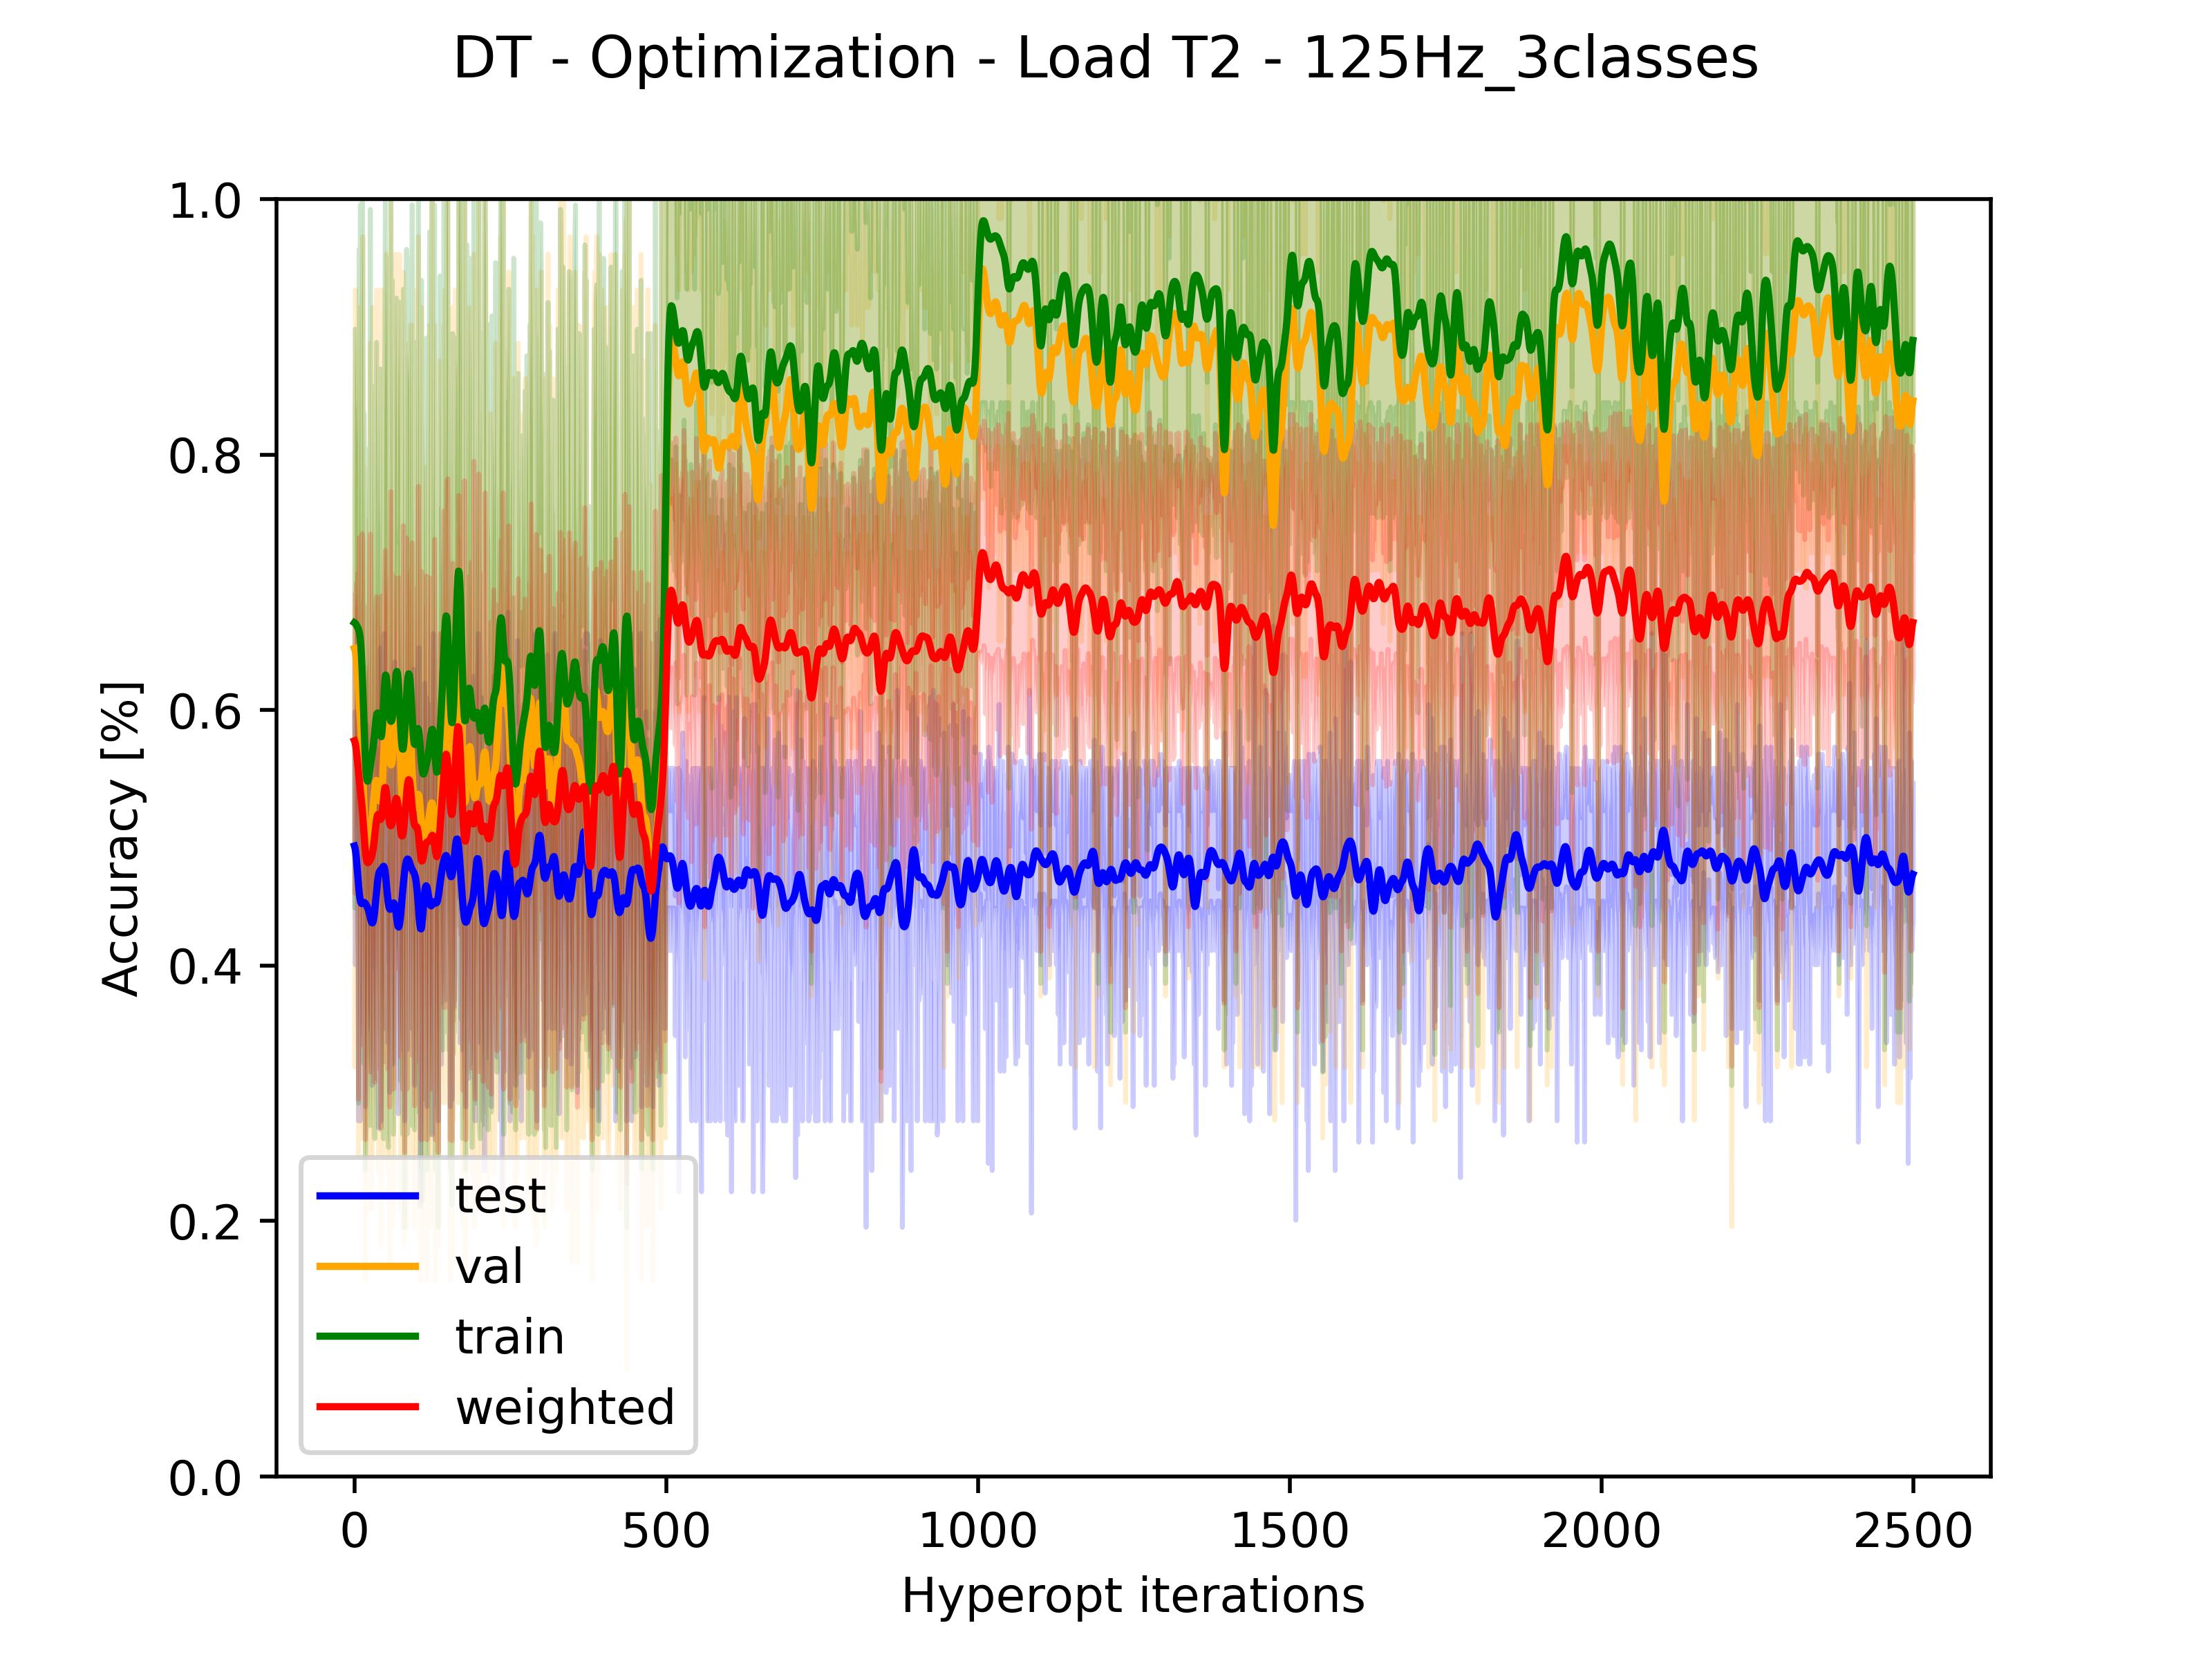 DT - Optimization - Load T2 - 125Hz_3classes
1.0
0.8
0.6
0.4
0.2
0.0
Accuracy [%]
test
val
train
weighted
0 500 1000 1500 2000 2500
Hyperopt iterations